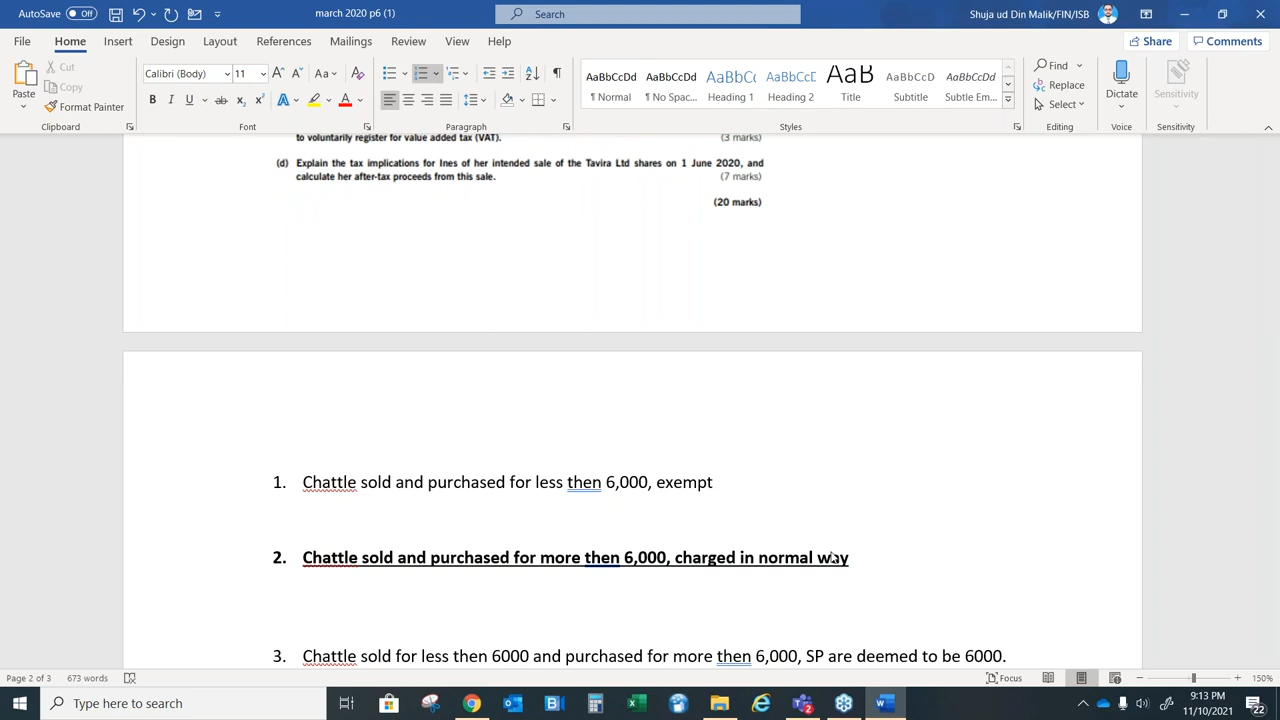 AutoSave Off march 2020 (6) Search Shuja ud Din Malik/FIN/ISB
File Home Insert Design Layout References Mailings Review View Help Share Comments
Paste Cut Copy Format Painter
Clipboard
Calibri (Body) 11 Aa
B I U ab x₂ x² A A
Font
Paragraph
AaBbCcDd AaBbCcDd AaBbC( AaBbCcE AaB AaBbCcD AaBbCcDd
¶ Normal ¶ No Spac... Heading 1 Heading 2 Title Subtitle Subtle Em...
Styles
Find
Replace
Select
Editing
Dictate
Voice
Sensitivity
Sensitivity
to voluntarily register for value added tax (VAT). (3 marks)
(d) Explain the tax implications for Ines of her intended sale of the Tavira Ltd shares on 1 June 2020, and
calculate her after-tax proceeds from this sale. (7 marks)
(20 marks)
1. Chattle sold and purchased for less then 6,000, exempt
2. Chattle sold and purchased for more then 6,000, charged in normal way
3. Chattle sold for less then 6000 and purchased for more then 6,000, SP are deemed to be 6000.
Page 2 of 3 673 words Focus 150%
Type here to search 2 9:13 PM
11/10/2021 22